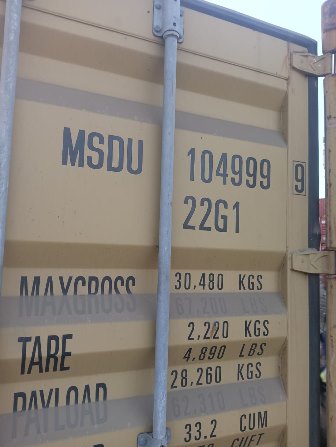 MSDU 104999 9
22G1
MAXGROSS 30,480 KGS
67,200 LBS
TARE 2,220 KGS
4,890 LBS
PAYLOAD 28,260 KGS
62,310 LBS
33.2 CUM
CUFT